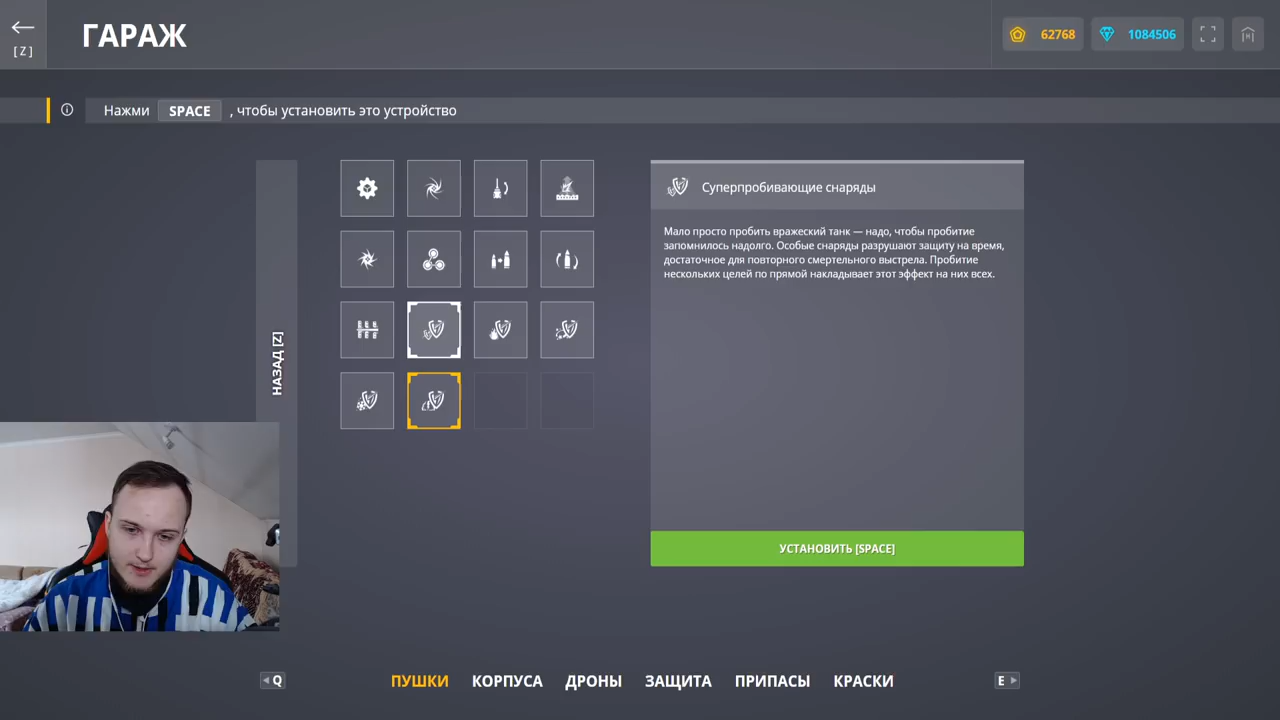 [Z]
ГАРАЖ
62768
1084506
Нажми SPACE , чтобы установить это устройство
НАЗАД [Z]
Суперпробивающие снаряды
Мало просто пробить вражеский танк — надо, чтобы пробитие
запомнилось надолго. Особые снаряды разрушают защиту на время,
достаточное для повторного смертельного выстрела. Пробитие
нескольких целей по прямой накладывает этот эффект на них всех.
УСТАНОВИТЬ [SPACE]
Q ПУШКИ КОРПУСА ДРОНЫ ЗАЩИТА ПРИПАСЫ КРАСКИ E